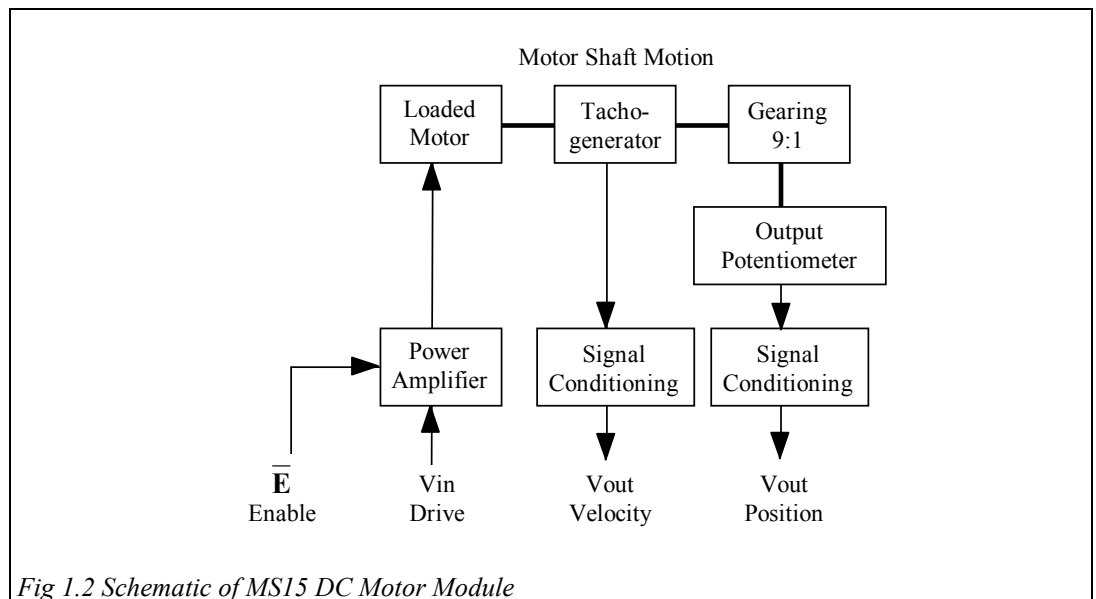 Motor Shaft Motion
Loaded
Motor
Tacho-
generator
Gearing
9:1
Output
Potentiometer
Power
Amplifier
Signal
Conditioning
Signal
Conditioning
E̅
Enable
Vin
Drive
Vout
Velocity
Vout
Position
Fig 1.2 Schematic of MS15 DC Motor Module